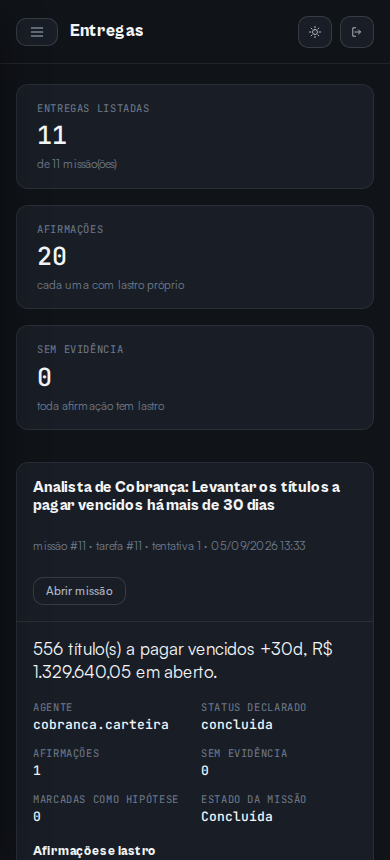 Entregas
ENTREGAS LISTADAS
11
de 11 missão(ões)
AFIRMAÇÕES
20
cada uma com lastro próprio
SEM EVIDÊNCIA
0
toda afirmação tem lastro
Analista de Cobrança: Levantar os títulos a
pagar vencidos há mais de 30 dias
missão #11 · tarefa #11 · tentativa 1 · 05/09/2026 13:33
Abrir missão
556 título(s) a pagar vencidos +30d, R$
1.329.640,05 em aberto.
AGENTE STATUS DECLARADO
cobranca.carteira concluida
AFIRMAÇÕES SEM EVIDÊNCIA
1 0
MARCADAS COMO HIPÓTESE ESTADO DA MISSÃO
0 Concluída
Afirmações e lastro